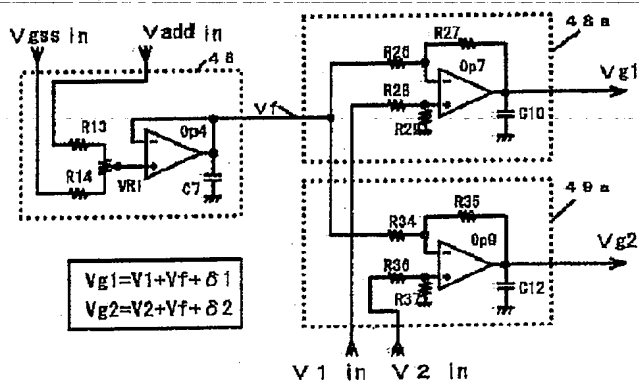 Vgss in
Vadd in
48
R13
R14
VR1
Op4
C7
Vf
R26
R27
48a
R28
Op7
R29
C10
Vg1
R34
R35
49a
R36
Op9
R37
C12
Vg2
Vg1=V1+Vf+δ1
Vg2=V2+Vf+δ2
V1 in
V2 in